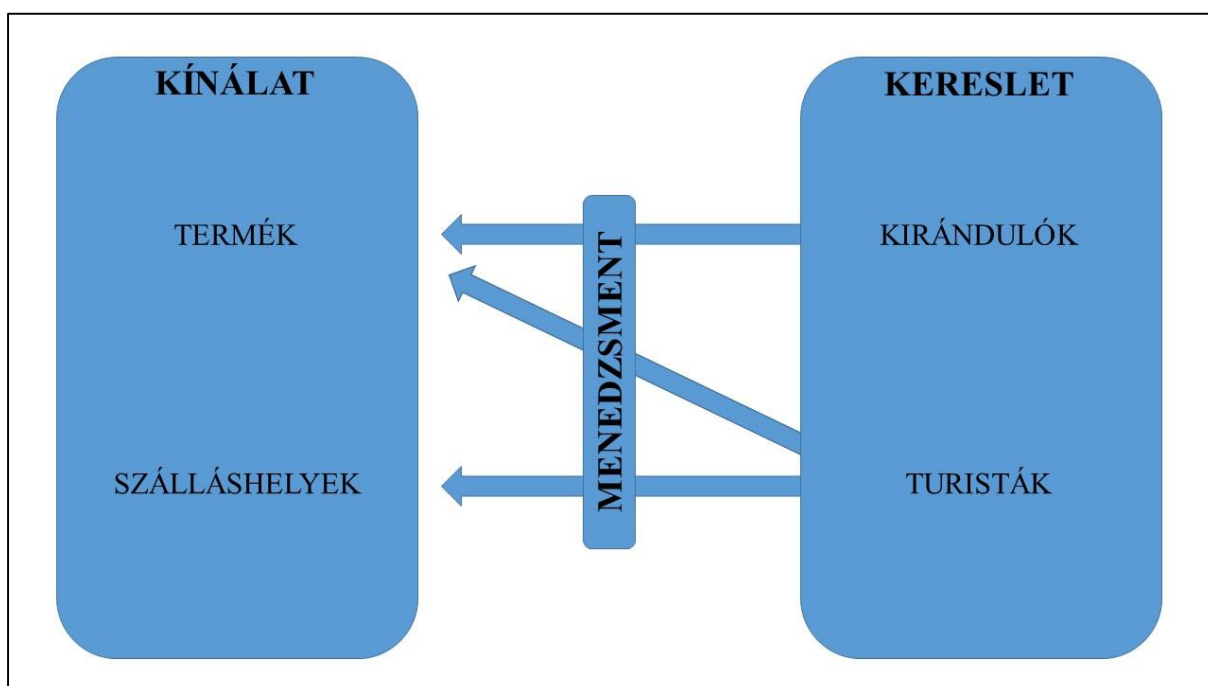 KÍNÁLAT
TERMÉK
SZÁLLÁSHELYEK
MENEDZSMENT
KERESLET
KIRÁNDULÓK
TURISTÁK